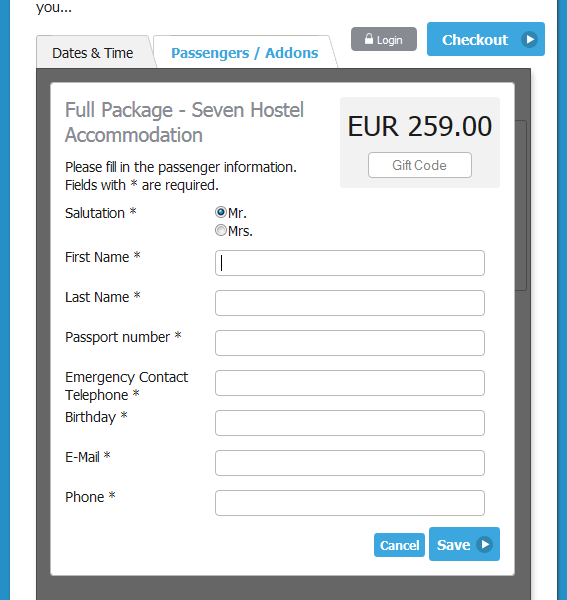 you...
Dates & Time
Passengers / Addons
Login
Checkout
Full Package - Seven Hostel
Accommodation
EUR 259.00
Gift Code
Please fill in the passenger information.
Fields with * are required.
Salutation *
Mr.
Mrs.
First Name *
Last Name *
Passport number *
Emergency Contact
Telephone *
Birthday *
E-Mail *
Phone *
Cancel
Save